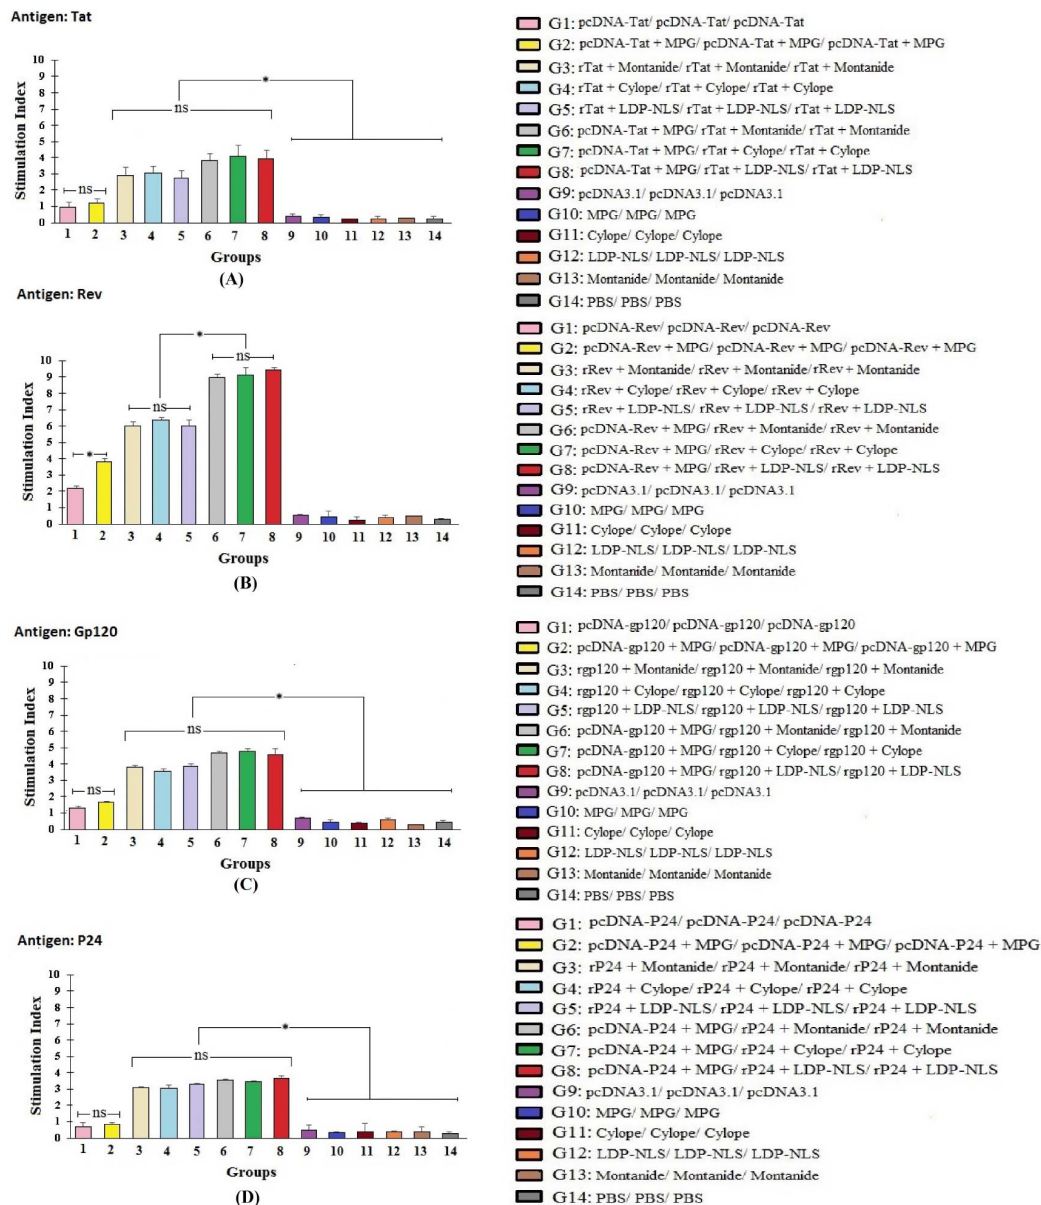 Antigen: Tat
Stimulation Index
10
9
8
7
6
5
4
3
2
1
0
*
ns
ns
1 2 3 4 5 6 7 8 9 10 11 12 13 14
Groups
(A)
G1: pcDNA-Tat/ pcDNA-Tat/ pcDNA-Tat
G2: pcDNA-Tat + MPG/ pcDNA-Tat + MPG/ pcDNA-Tat + MPG
G3: rTat + Montanide/ rTat + Montanide/ rTat + Montanide
G4: rTat + Cylope/ rTat + Cylope/ rTat + Cylope
G5: rTat + LDP-NLS/ rTat + LDP-NLS/ rTat + LDP-NLS
G6: pcDNA-Tat + MPG/ rTat + Montanide/ rTat + Montanide
G7: pcDNA-Tat + MPG/ rTat + Cylope/ rTat + Cylope
G8: pcDNA-Tat + MPG/ rTat + LDP-NLS/ rTat + LDP-NLS
G9: pcDNA3.1/ pcDNA3.1/ pcDNA3.1
G10: MPG/ MPG/ MPG
G11: Cylope/ Cylope/ Cylope
G12: LDP-NLS/ LDP-NLS/ LDP-NLS
G13: Montanide/ Montanide/ Montanide
G14: PBS/ PBS/ PBS
Antigen: Rev
Stimulation Index
10
9
8
7
6
5
4
3
2
1
0
*
ns
ns
*
1 2 3 4 5 6 7 8 9 10 11 12 13 14
Groups
(B)
G1: pcDNA-Rev/ pcDNA-Rev/ pcDNA-Rev
G2: pcDNA-Rev + MPG/ pcDNA-Rev + MPG/ pcDNA-Rev + MPG
G3: rRev + Montanide/ rRev + Montanide/ rRev + Montanide
G4: rRev + Cylope/ rRev + Cylope/ rRev + Cylope
G5: rRev + LDP-NLS/ rRev + LDP-NLS/ rRev + LDP-NLS
G6: pcDNA-Rev + MPG/ rRev + Montanide/ rRev + Montanide
G7: pcDNA-Rev + MPG/ rRev + Cylope/ rRev + Cylope
G8: pcDNA-Rev + MPG/ rRev + LDP-NLS/ rRev + LDP-NLS
G9: pcDNA3.1/ pcDNA3.1/ pcDNA3.1
G10: MPG/ MPG/ MPG
G11: Cylope/ Cylope/ Cylope
G12: LDP-NLS/ LDP-NLS/ LDP-NLS
G13: Montanide/ Montanide/ Montanide
G14: PBS/ PBS/ PBS
Antigen: Gp120
Stimulation Index
10
9
8
7
6
5
4
3
2
1
0
*
ns
ns
1 2 3 4 5 6 7 8 9 10 11 12 13 14
Groups
(C)
G1: pcDNA-gp120/ pcDNA-gp120/ pcDNA-gp120
G2: pcDNA-gp120 + MPG/ pcDNA-gp120 + MPG/ pcDNA-gp120 + MPG
G3: rgp120 + Montanide/ rgp120 + Montanide/ rgp120 + Montanide
G4: rgp120 + Cylope/ rgp120 + Cylope/ rgp120 + Cylope
G5: rgp120 + LDP-NLS/ rgp120 + LDP-NLS/ rgp120 + LDP-NLS
G6: pcDNA-gp120 + MPG/ rgp120 + Montanide/ rgp120 + Montanide
G7: pcDNA-gp120 + MPG/ rgp120 + Cylope/ rgp120 + Cylope
G8: pcDNA-gp120 + MPG/ rgp120 + LDP-NLS/ rgp120 + LDP-NLS
G9: pcDNA3.1/ pcDNA3.1/ pcDNA3.1
G10: MPG/ MPG/ MPG
G11: Cylope/ Cylope/ Cylope
G12: LDP-NLS/ LDP-NLS/ LDP-NLS
G13: Montanide/ Montanide/ Montanide
G14: PBS/ PBS/ PBS
Antigen: P24
Stimulation Index
10
9
8
7
6
5
4
3
2
1
0
*
ns
ns
1 2 3 4 5 6 7 8 9 10 11 12 13 14
Groups
(D)
G1: pcDNA-P24/ pcDNA-P24/ pcDNA-P24
G2: pcDNA-P24 + MPG/ pcDNA-P24 + MPG/ pcDNA-P24 + MPG
G3: rP24 + Montanide/ rP24 + Montanide/ rP24 + Montanide
G4: rP24 + Cylope/ rP24 + Cylope/ rP24 + Cylope
G5: rP24 + LDP-NLS/ rP24 + LDP-NLS/ rP24 + LDP-NLS
G6: pcDNA-P24 + MPG/ rP24 + Montanide/ rP24 + Montanide
G7: pcDNA-P24 + MPG/ rP24 + Cylope/ rP24 + Cylope
G8: pcDNA-P24 + MPG/ rP24 + LDP-NLS/ rP24 + LDP-NLS
G9: pcDNA3.1/ pcDNA3.1/ pcDNA3.1
G10: MPG/ MPG/ MPG
G11: Cylope/ Cylope/ Cylope
G12: LDP-NLS/ LDP-NLS/ LDP-NLS
G13: Montanide/ Montanide/ Montanide
G14: PBS/ PBS/ PBS